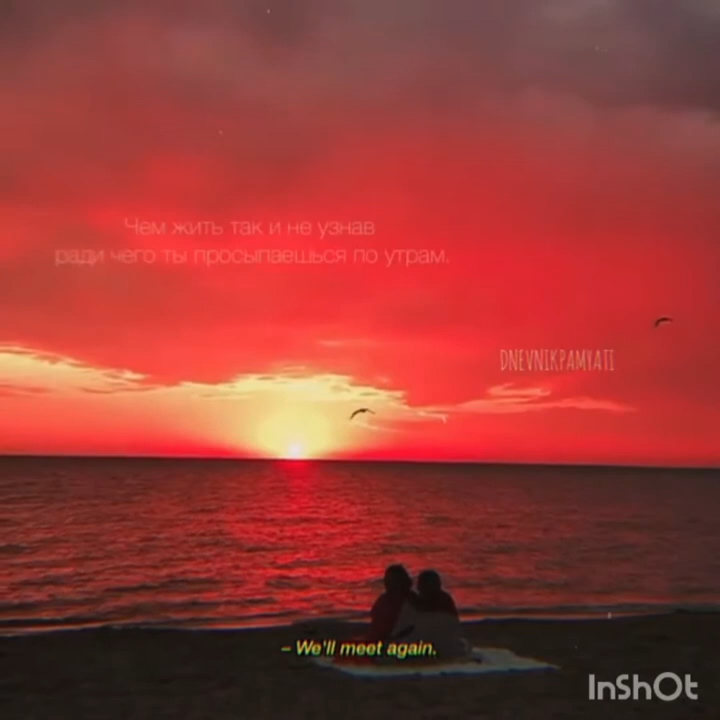 Чем жить так и не узнав
ради чего ты просыпаешься по утрам.
DNEVNIKPAMYATI
– We'll meet again.
InShOt